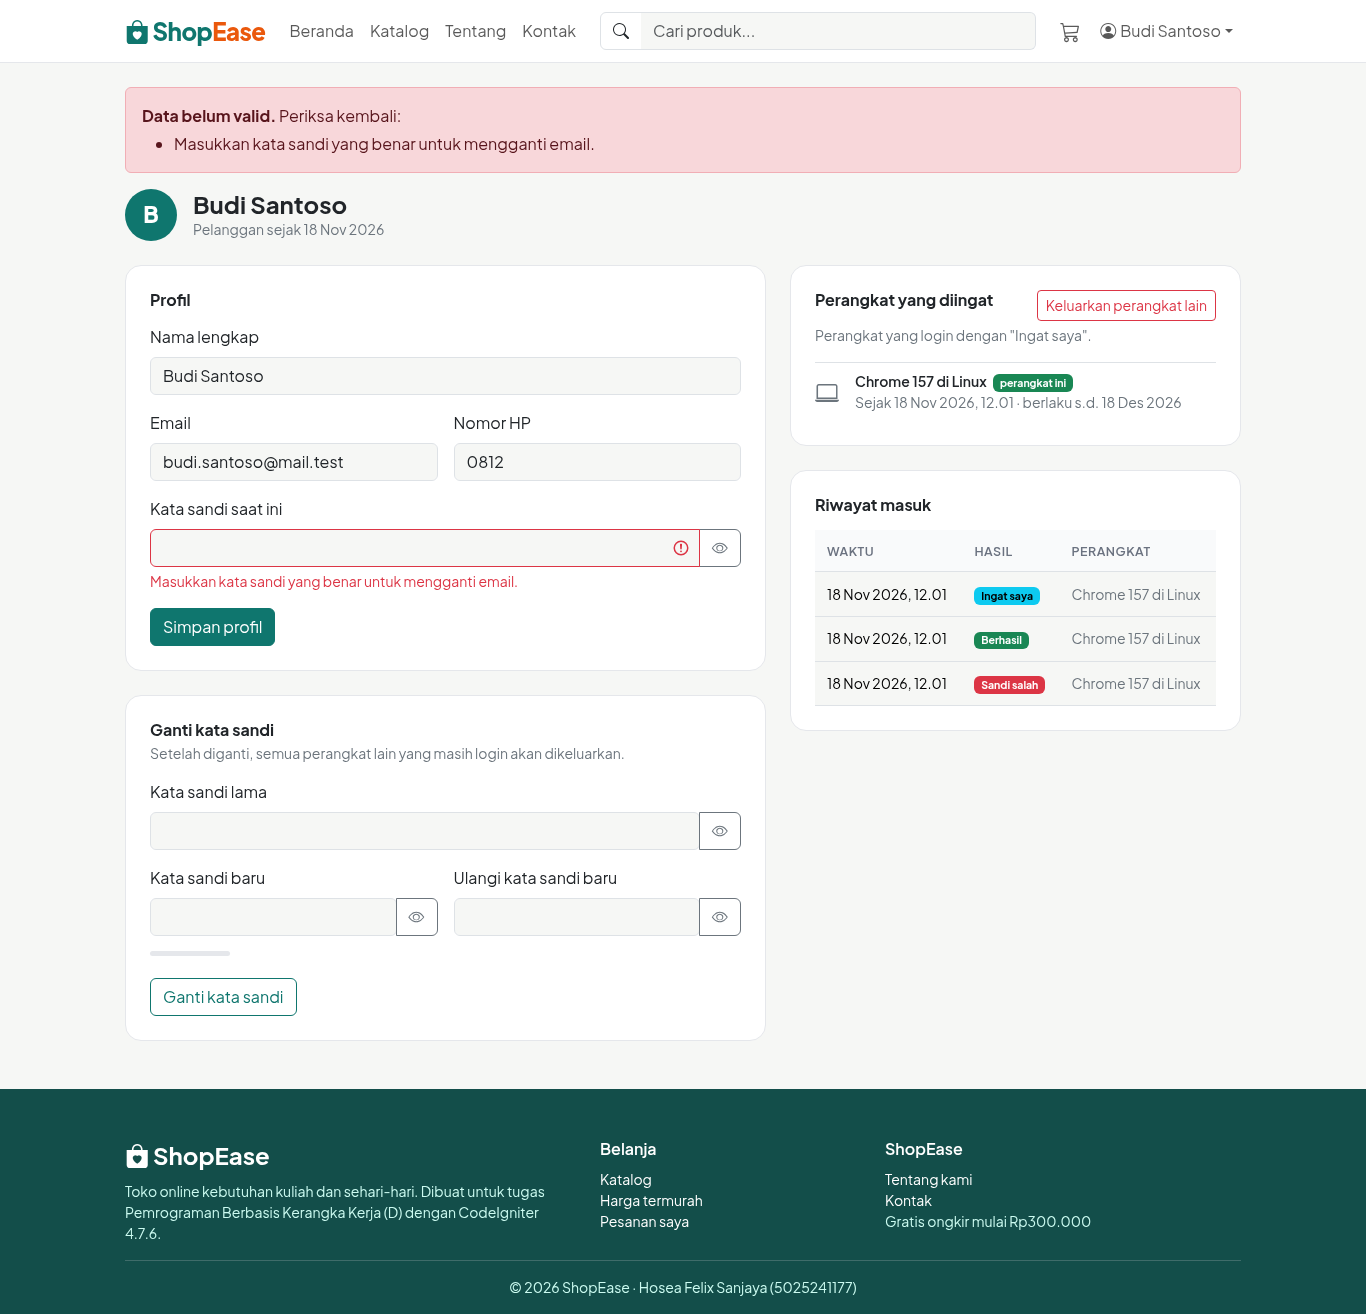 ShopEase
Beranda Katalog Tentang Kontak
Cari produk...
Budi Santoso
Data belum valid. Periksa kembali:
Masukkan kata sandi yang benar untuk mengganti email.
B
Budi Santoso
Pelanggan sejak 18 Nov 2026
Profil
Nama lengkap
Budi Santoso
Email
budi.santoso@mail.test
Nomor HP
0812
Kata sandi saat ini
Masukkan kata sandi yang benar untuk mengganti email.
Simpan profil
Ganti kata sandi
Setelah diganti, semua perangkat lain yang masih login akan dikeluarkan.
Kata sandi lama
Kata sandi baru
Ulangi kata sandi baru
Ganti kata sandi
Perangkat yang diingat
Keluarkan perangkat lain
Perangkat yang login dengan "Ingat saya".
Chrome 157 di Linux perangkat ini
Sejak 18 Nov 2026, 12.01 · berlaku s.d. 18 Des 2026
Riwayat masuk
WAKTU HASIL PERANGKAT
18 Nov 2026, 12.01 Ingat saya Chrome 157 di Linux
18 Nov 2026, 12.01 Berhasil Chrome 157 di Linux
18 Nov 2026, 12.01 Sandi salah Chrome 157 di Linux
ShopEase
Toko online kebutuhan kuliah dan sehari-hari. Dibuat untuk tugas
Pemrograman Berbasis Kerangka Kerja (D) dengan CodeIgniter
4.7.6.
Belanja
Katalog
Harga termurah
Pesanan saya
ShopEase
Tentang kami
Kontak
Gratis ongkir mulai Rp300.000
© 2026 ShopEase · Hosea Felix Sanjaya (5025241177)